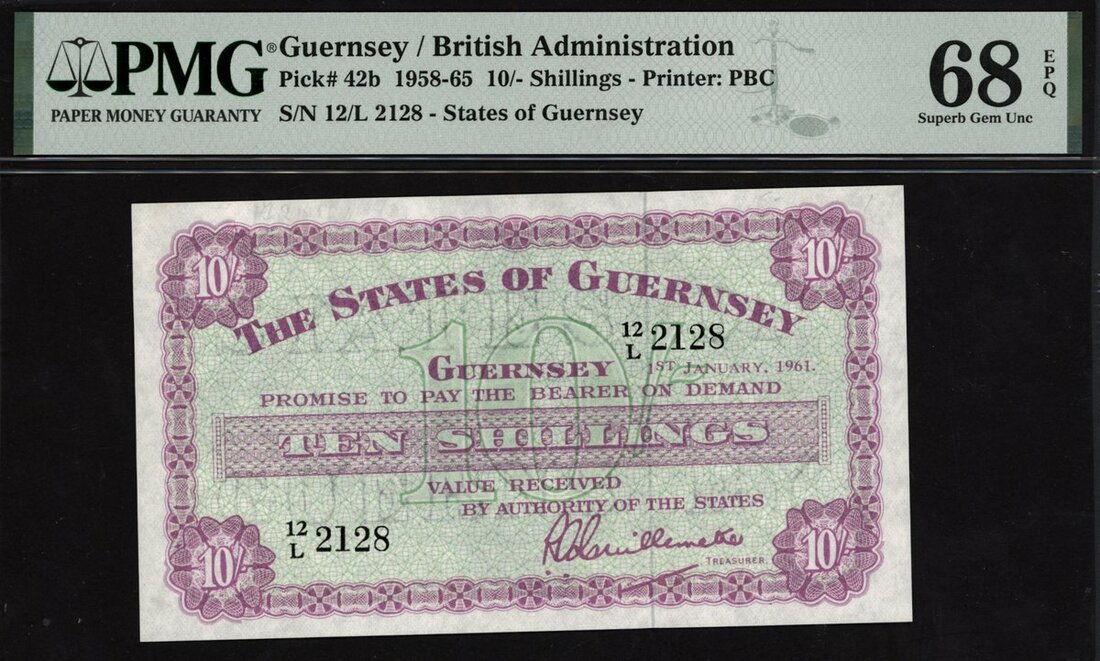 PMG®
PAPER MONEY GUARANTY
Guernsey / British Administration
Pick# 42b 1958-65 10/- Shillings - Printer: PBC
S/N 12/L 2128 - States of Guernsey
68
EPQ
Superb Gem Unc
10/-
10/-
THE STATES OF GUERNSEY
12/L 2128
GUERNSEY 1ST JANUARY, 1961.
PROMISE TO PAY THE BEARER ON DEMAND
10/-
TEN SHILLINGS
VALUE RECEIVED
BY AUTHORITY OF THE STATES
12/L 2128
TREASURER.
10/-
10/-